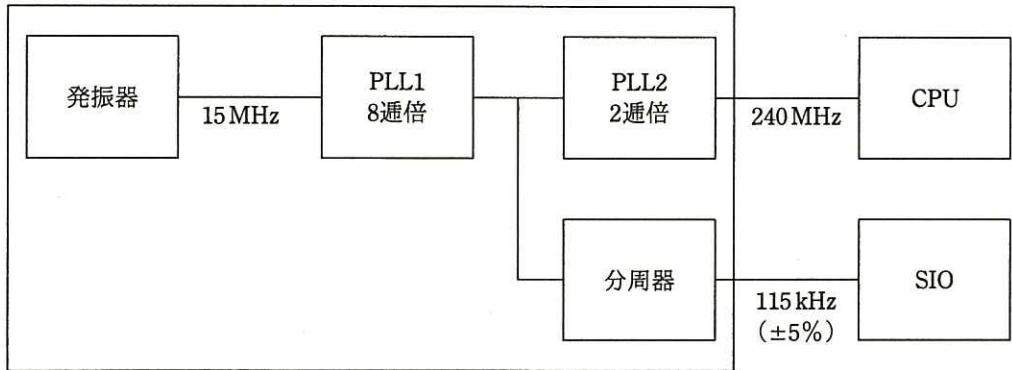 発振器
15MHz
PLL1
8逓倍
PLL2
2逓倍
240MHz
CPU
分周器
115kHz
(±5%)
SIO